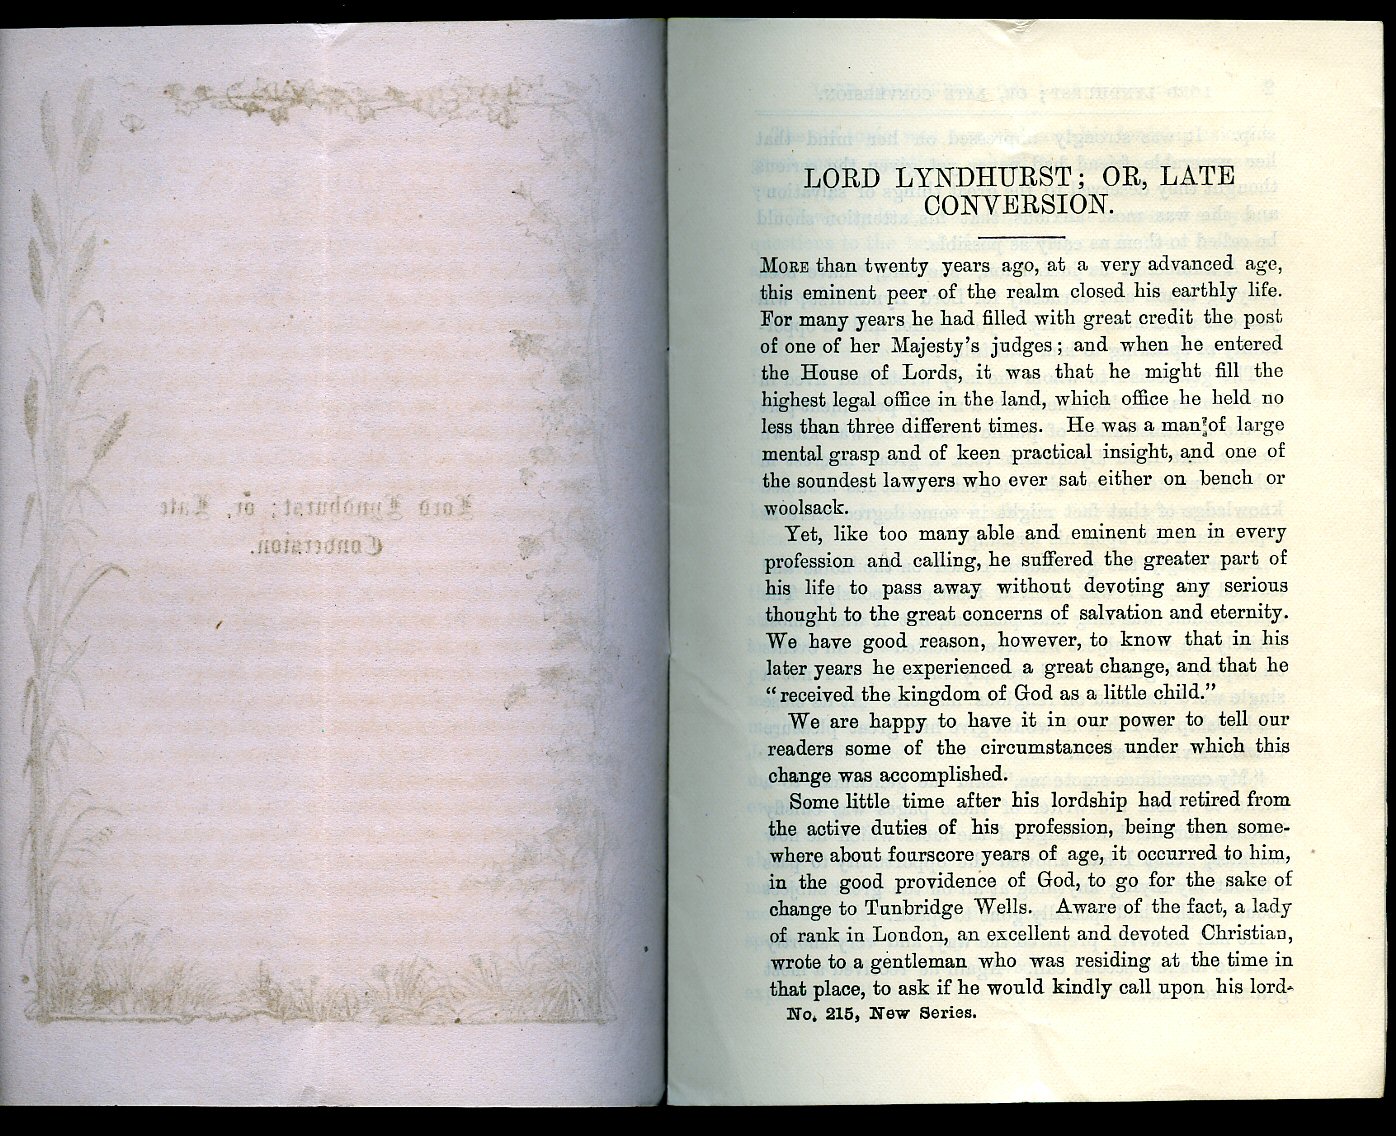 Lord Lyndhurst; or, Late
Conversion.
LORD LYNDHURST; OR, LATE
CONVERSION.
MORE than twenty years ago, at a very advanced age,
this eminent peer of the realm closed his earthly life.
For many years he had filled with great credit the post
of one of her Majesty's judges; and when he entered
the House of Lords, it was that he might fill the
highest legal office in the land, which office he held no
less than three different times. He was a man of large
mental grasp and of keen practical insight, and one of
the soundest lawyers who ever sat either on bench or
woolsack.
Yet, like too many able and eminent men in every
profession and calling, he suffered the greater part of
his life to pass away without devoting any serious
thought to the great concerns of salvation and eternity.
We have good reason, however, to know that in his
later years he experienced a great change, and that he
"received the kingdom of God as a little child."
We are happy to have it in our power to tell our
readers some of the circumstances under which this
change was accomplished.
Some little time after his lordship had retired from
the active duties of his profession, being then some-
where about fourscore years of age, it occurred to him,
in the good providence of God, to go for the sake of
change to Tunbridge Wells. Aware of the fact, a lady
of rank in London, an excellent and devoted Christian,
wrote to a gentleman who was residing at the time in
that place, to ask if he would kindly call upon his lord-
No. 215, New Series.